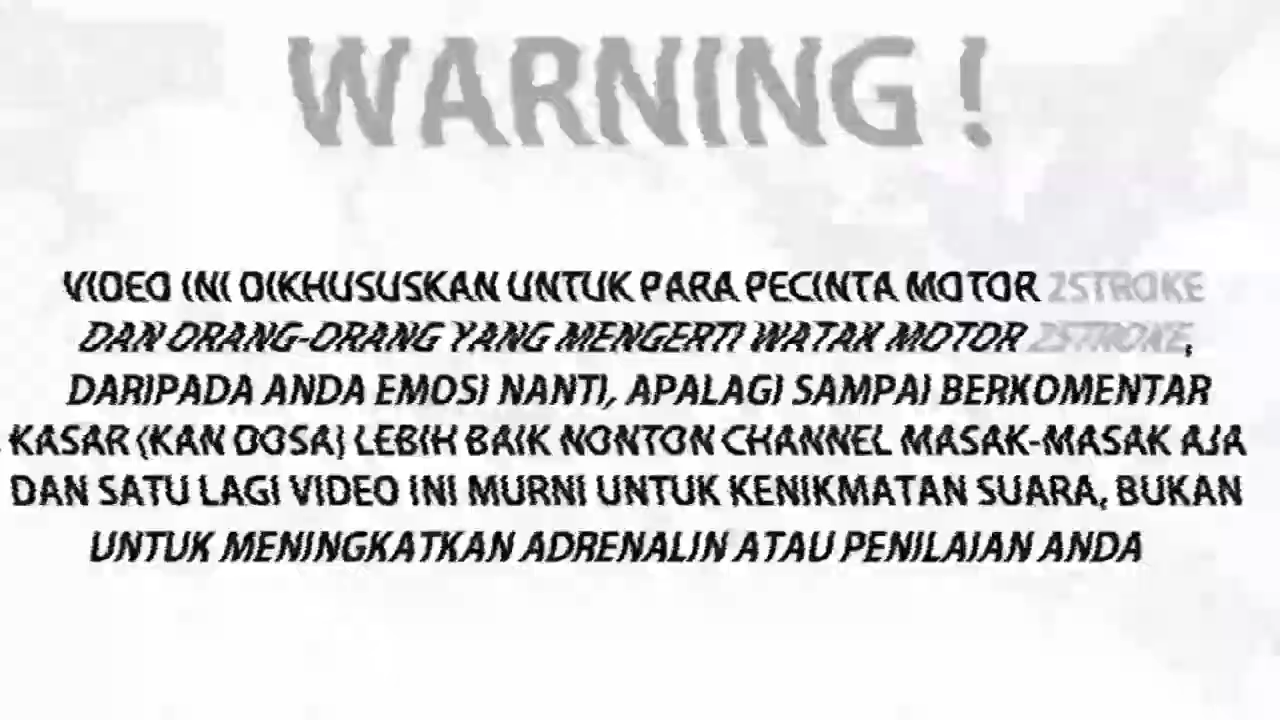 WARNING !
VIDEO INI DIKHUSUSKAN UNTUK PARA PECINTA MOTOR 2STROKE
DAN ORANG-ORANG YANG MENGERTI WATAK MOTOR 2STROKE,
DARIPADA ANDA EMOSI NANTI, APALAGI SAMPAI BERKOMENTAR
KASAR (KAN DOSA) LEBIH BAIK NONTON CHANNEL MASAK-MASAK AJA
DAN SATU LAGI VIDEO INI MURNI UNTUK KENIKMATAN SUARA, BUKAN
UNTUK MENINGKATKAN ADRENALIN ATAU PENILAIAN ANDA